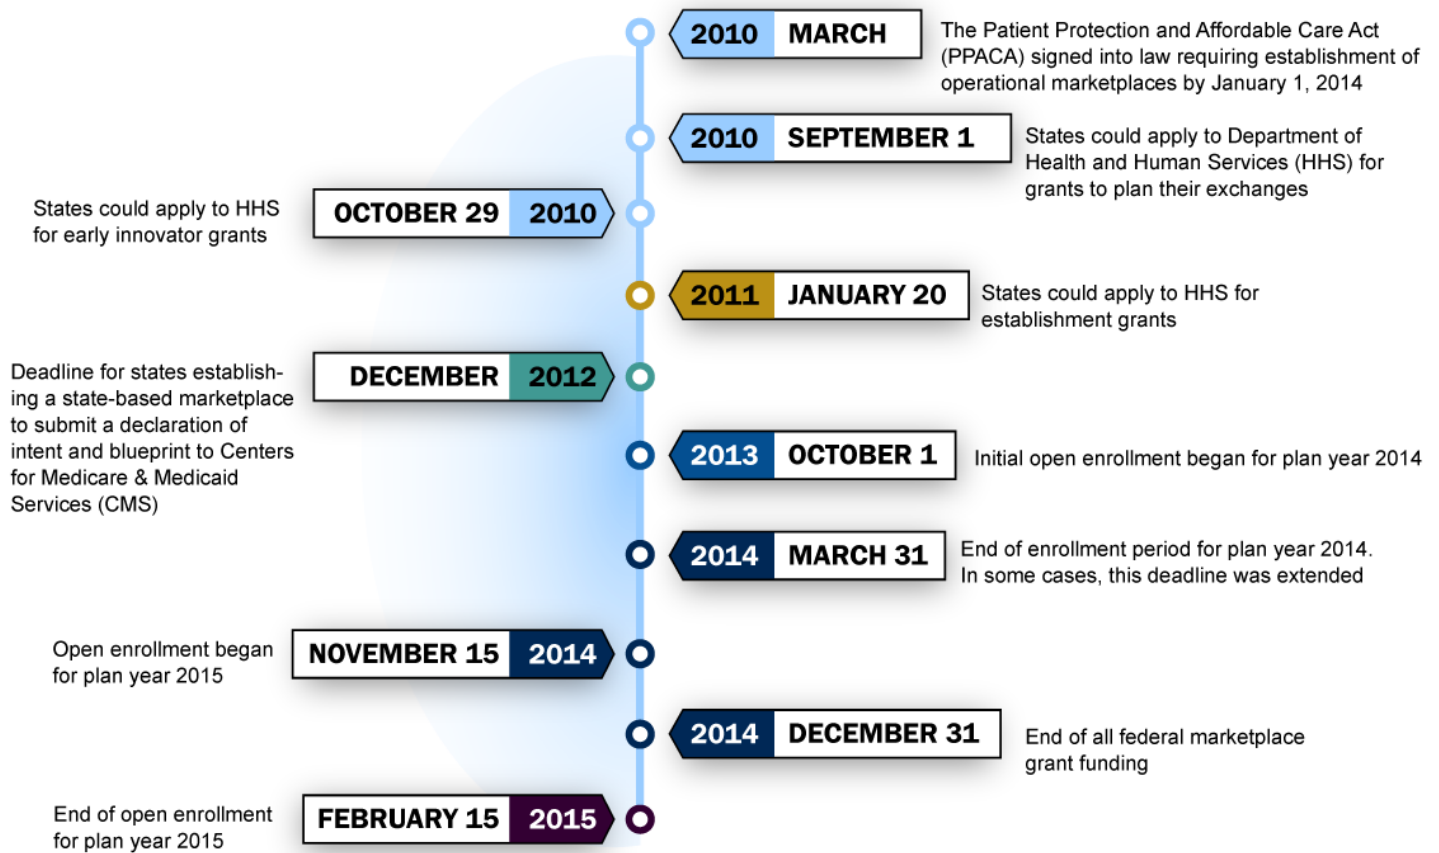 2010 MARCH
The Patient Protection and Affordable Care Act
(PPACA) signed into law requiring establishment of
operational marketplaces by January 1, 2014
2010 SEPTEMBER 1
States could apply to Department of
Health and Human Services (HHS) for
grants to plan their exchanges
OCTOBER 29 2010
States could apply to HHS
for early innovator grants
2011 JANUARY 20
States could apply to HHS for
establishment grants
DECEMBER 2012
Deadline for states establish-
ing a state-based marketplace
to submit a declaration of
intent and blueprint to Centers
for Medicare & Medicaid
Services (CMS)
2013 OCTOBER 1
Initial open enrollment began for plan year 2014
2014 MARCH 31
End of enrollment period for plan year 2014.
In some cases, this deadline was extended
NOVEMBER 15 2014
Open enrollment began
for plan year 2015
2014 DECEMBER 31
End of all federal marketplace
grant funding
FEBRUARY 15 2015
End of open enrollment
for plan year 2015